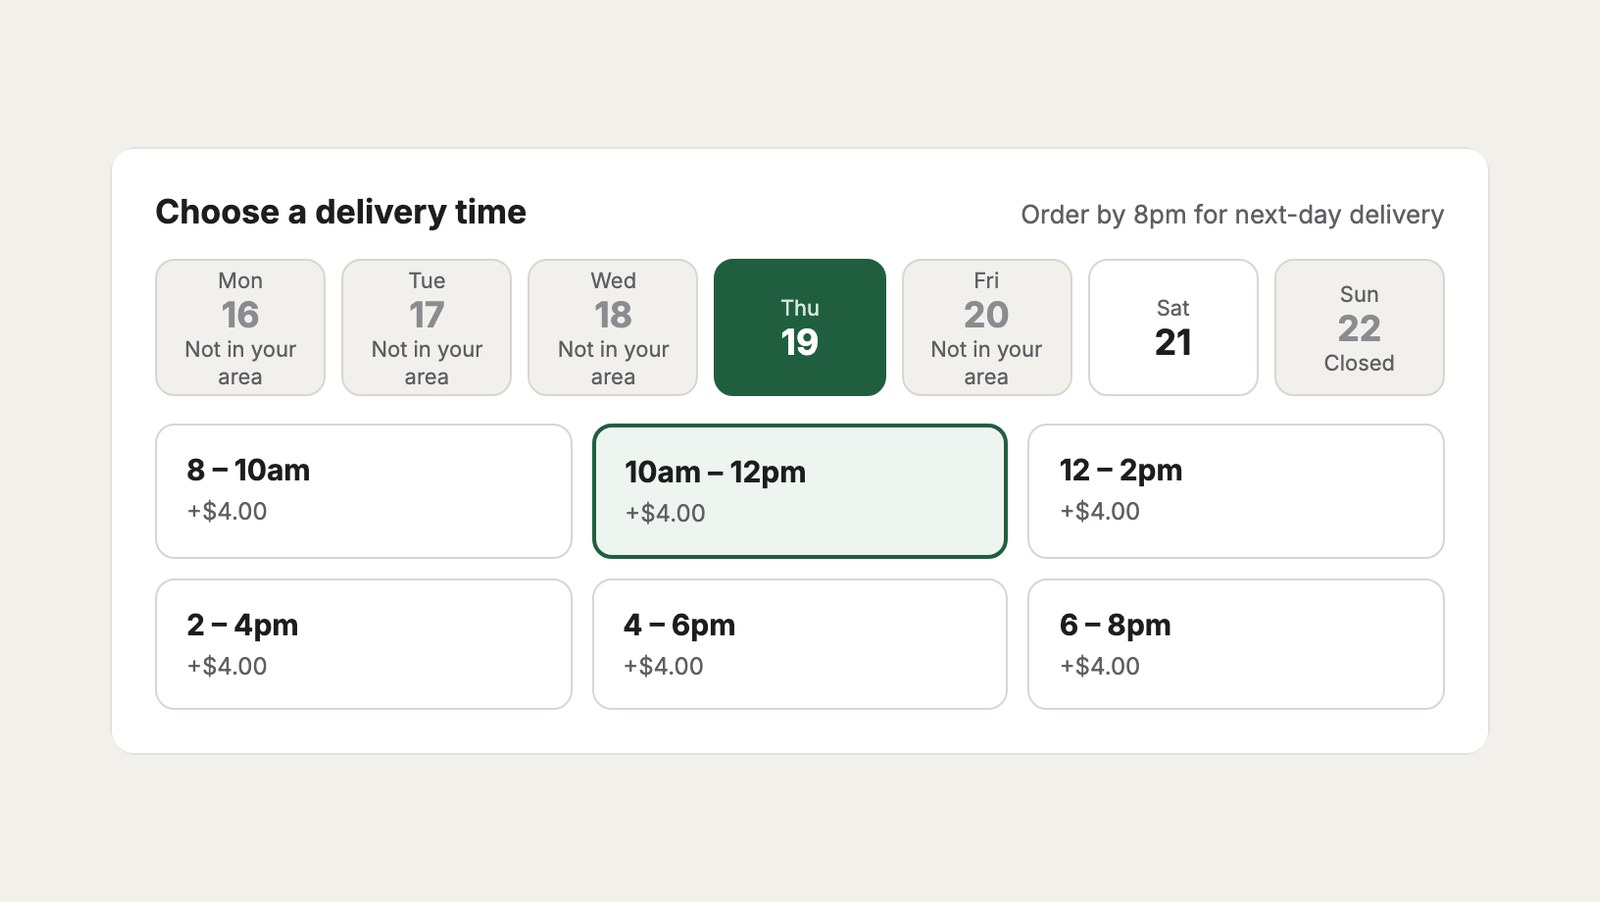 Choose a delivery time
Order by 8pm for next-day delivery
Mon
16
Not in your
area
Tue
17
Not in your
area
Wed
18
Not in your
area
Thu
19
Fri
20
Not in your
area
Sat
21
Sun
22
Closed
8 – 10am
+$4.00
10am – 12pm
+$4.00
12 – 2pm
+$4.00
2 – 4pm
+$4.00
4 – 6pm
+$4.00
6 – 8pm
+$4.00